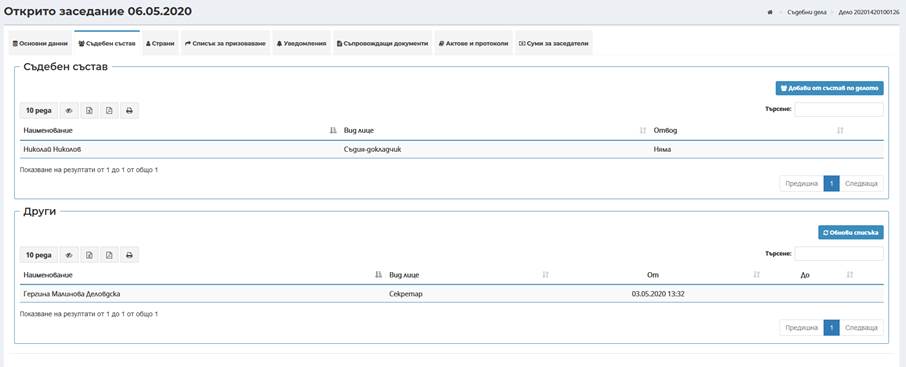 Открито заседание 06.05.2020
Съдебни дела Дело 20201420100126
Основни данни Съдебен състав Страни Списък за призоваване Уведомления Съпровождащи документи Актове и протоколи Суми за заседатели
Съдебен състав
Добави от състав по делото
10 реда Търсене:
Наименование Вид лице Отвод
Николай Николов Съдия-докладчик Няма
Показване на резултати от 1 до 1 от общо 1
Предишна 1 Следваща
Други
Обнови списъка
10 реда Търсене:
Наименование Вид лице От До
Гергина Малинова Деловдска Секретар 03.05.2020 13:32
Показване на резултати от 1 до 1 от общо 1
Предишна 1 Следваща